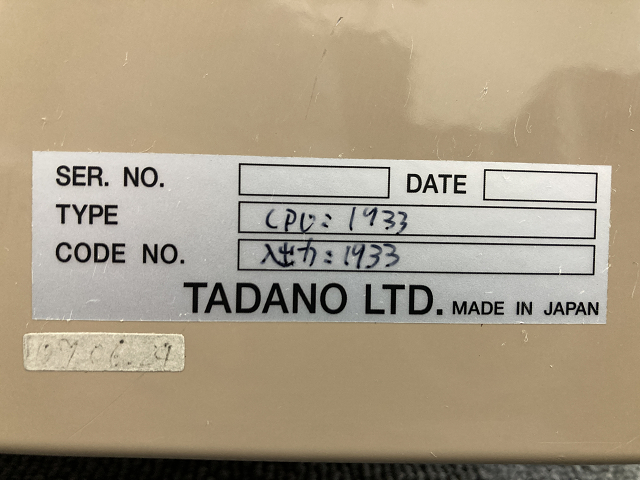 SER. NO. DATE
TYPE CPU: 1933
CODE NO. 入出力: 1933
TADANO LTD. MADE IN JAPAN